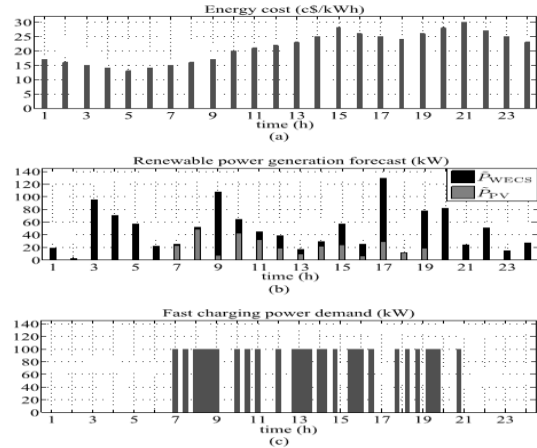 Energy cost (c$/kWh)
30
25
20
15
10
5
0
1 3 5 7 9 11 13 15 17 19 21 23
time (h)
(a)
Renewable power generation forecast (kW)
140
120
100
80
60
40
20
0
P̄WECS
P̄PV
1 3 5 7 9 11 13 15 17 19 21 23
time (h)
(b)
Fast charging power demand (kW)
140
120
100
80
60
40
20
0
1 3 5 7 9 11 13 15 17 19 21 23
time (h)
(c)